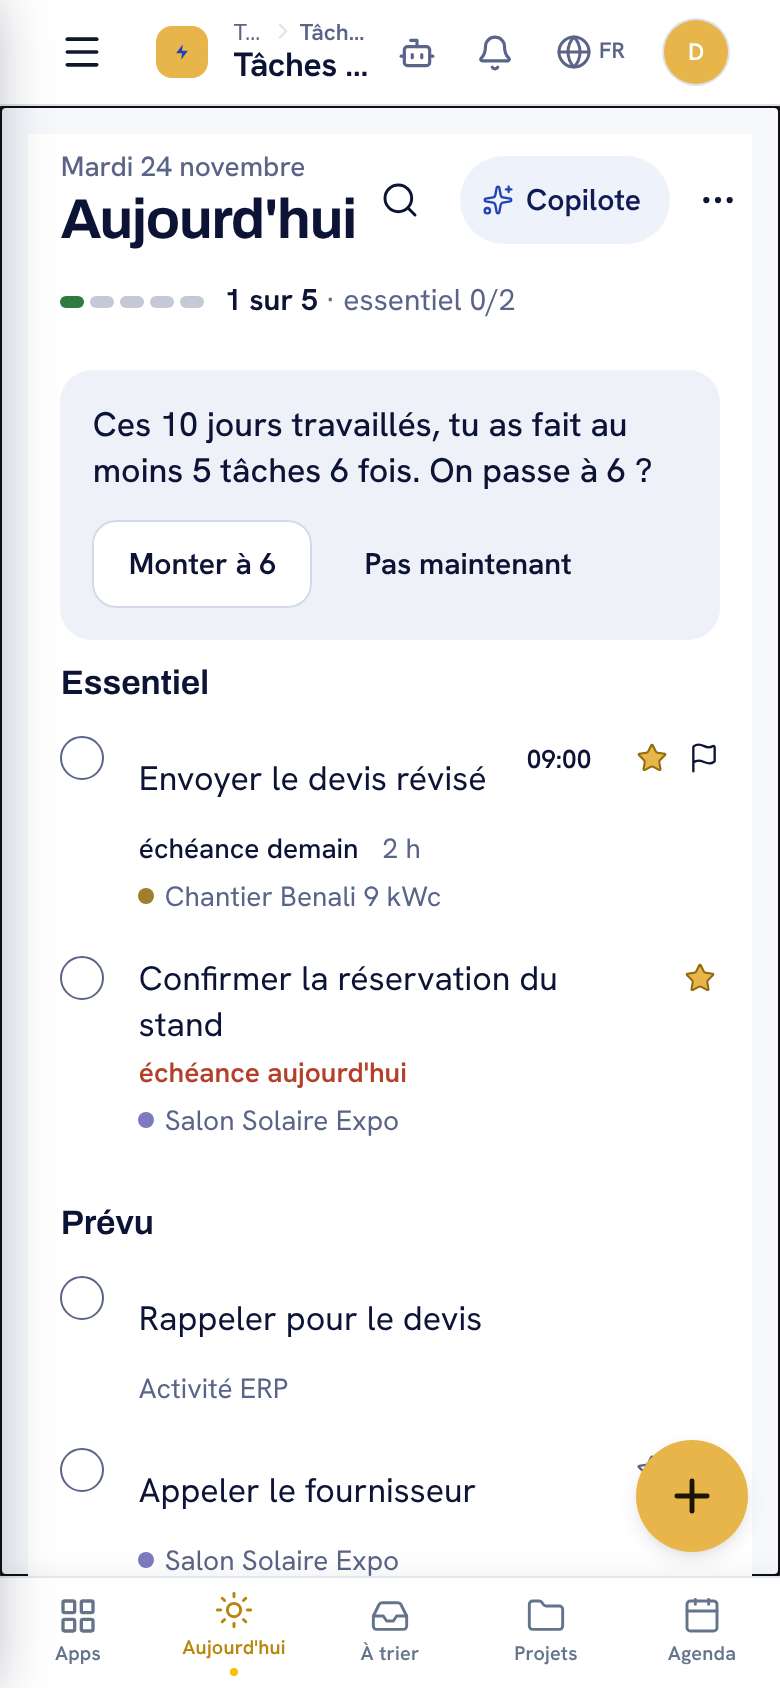 T... > Tâch...
Tâches ...
FR
D
Mardi 24 novembre
Aujourd'hui
Copilote
1 sur 5 · essentiel 0/2
Ces 10 jours travaillés, tu as fait au
moins 5 tâches 6 fois. On passe à 6 ?
Monter à 6
Pas maintenant
Essentiel
Envoyer le devis révisé
09:00
échéance demain 2 h
Chantier Benali 9 kWc
Confirmer la réservation du
stand
échéance aujourd'hui
Salon Solaire Expo
Prévu
Rappeler pour le devis
Activité ERP
Appeler le fournisseur
Salon Solaire Expo
Apps
Aujourd'hui
À trier
Projets
Agenda